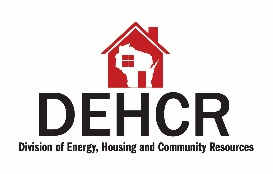 DEHCR
Division of Energy, Housing and Community Resources